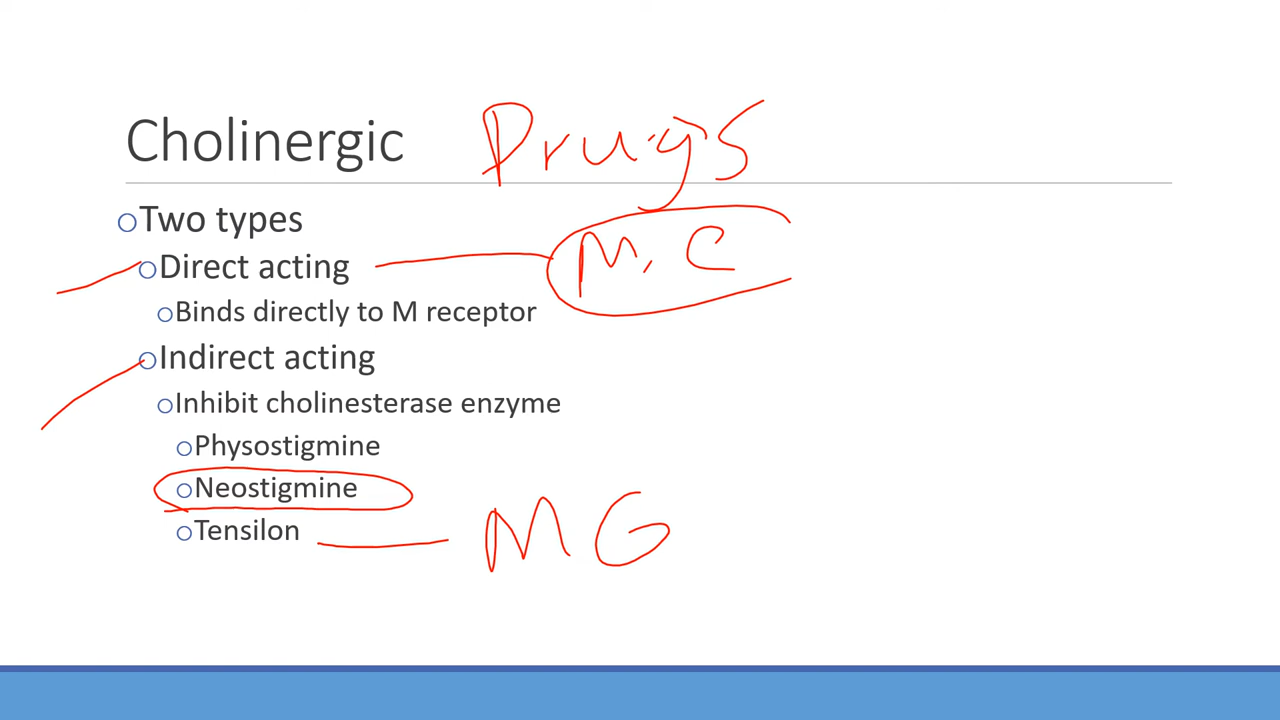 Cholinergic Drugs
Two types
Direct acting M, C
Binds directly to M receptor
Indirect acting
Inhibit cholinesterase enzyme
Physostigmine
Neostigmine
Tensilon MG